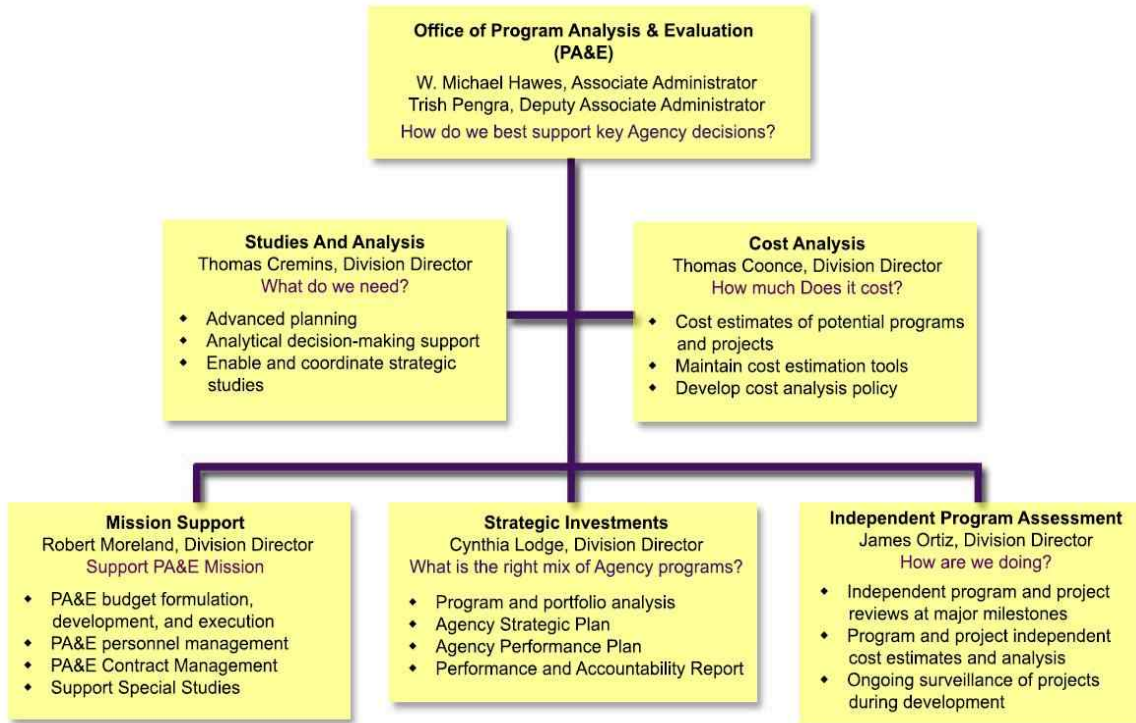 Office of Program Analysis & Evaluation
(PA&E)
W. Michael Hawes, Associate Administrator
Trish Pengra, Deputy Associate Administrator
How do we best support key Agency decisions?
Studies And Analysis
Thomas Cremins, Division Director
What do we need?
◆ Advanced planning
◆ Analytical decision-making support
◆ Enable and coordinate strategic
studies
Cost Analysis
Thomas Coonce, Division Director
How much Does it cost?
◆ Cost estimates of potential programs
and projects
◆ Maintain cost estimation tools
◆ Develop cost analysis policy
Mission Support
Robert Moreland, Division Director
Support PA&E Mission
◆ PA&E budget formulation,
development, and execution
◆ PA&E personnel management
◆ PA&E Contract Management
◆ Support Special Studies
Strategic Investments
Cynthia Lodge, Division Director
What is the right mix of Agency programs?
◆ Program and portfolio analysis
◆ Agency Strategic Plan
◆ Agency Performance Plan
◆ Performance and Accountability Report
Independent Program Assessment
James Ortiz, Division Director
How are we doing?
◆ Independent program and project
reviews at major milestones
◆ Program and project independent
cost estimates and analysis
◆ Ongoing surveillance of projects
during development